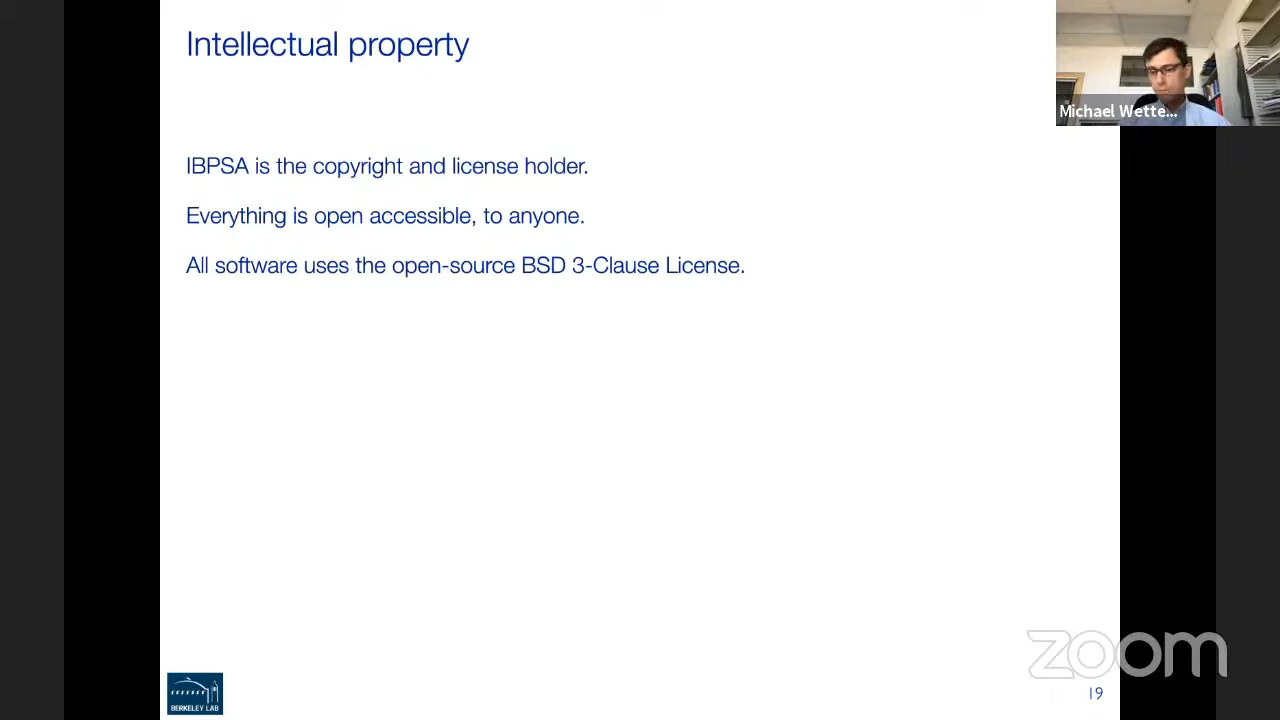 Intellectual property
Michael Wette...
IBPSA is the copyright and license holder.
Everything is open accessible, to anyone.
All software uses the open-source BSD 3-Clause License.
zoom
BERKELEY LAB
19